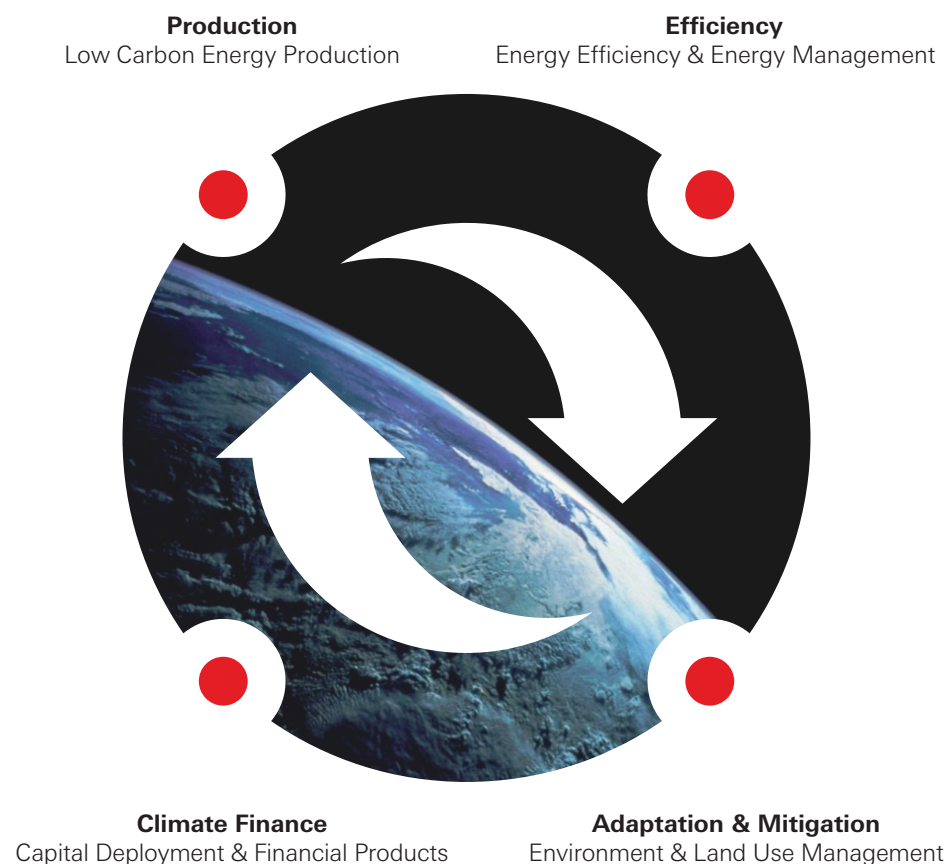 Production
Low Carbon Energy Production
Efficiency
Energy Efficiency & Energy Management
Climate Finance
Capital Deployment & Financial Products
Adaptation & Mitigation
Environment & Land Use Management